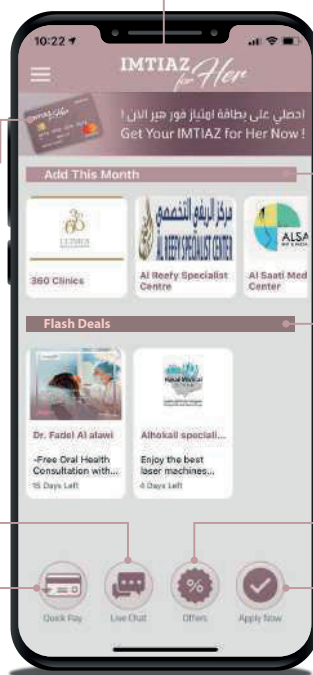 10:22
IMTIAZ
for Her
احصلي على بطاقة امتياز فور هير الآن !
Get Your IMTIAZ for Her Now !
Add This Month
360
CLINICS
مركز الريفي التخصصي
AL REEFY SPECIALIST CENTER
ALSA
360 Clinics
Al Reefy Specialist
Centre
Al Saati Med
Center
Flash Deals
Dr. Fadel Al alawi
Alhokail speciali...
-Free Oral Health
Consultation with...
Enjoy the best
laser machines...
15 Days Left
4 Days Left
Quick Pay
Live Chat
Offers
Apply Now